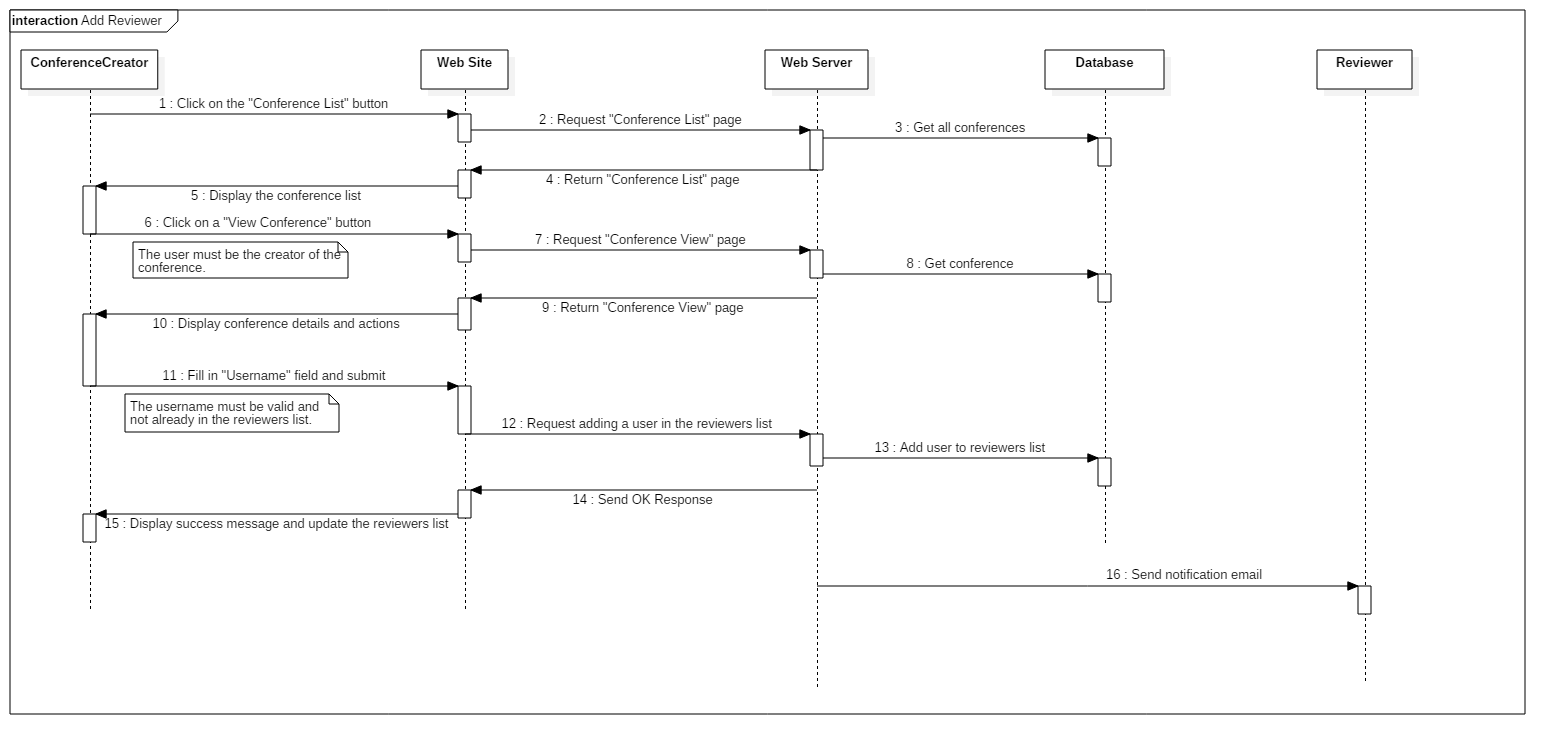 interaction Add Reviewer
ConferenceCreator
Web Site
Web Server
Database
Reviewer
1 : Click on the "Conference List" button
2 : Request "Conference List" page
3 : Get all conferences
4 : Return "Conference List" page
5 : Display the conference list
6 : Click on a "View Conference" button
7 : Request "Conference View" page
The user must be the creator of the
conference.
8 : Get conference
9 : Return "Conference View" page
10 : Display conference details and actions
11 : Fill in "Username" field and submit
The username must be valid and
not already in the reviewers list.
12 : Request adding a user in the reviewers list
13 : Add user to reviewers list
14 : Send OK Response
15 : Display success message and update the reviewers list
16 : Send notification email